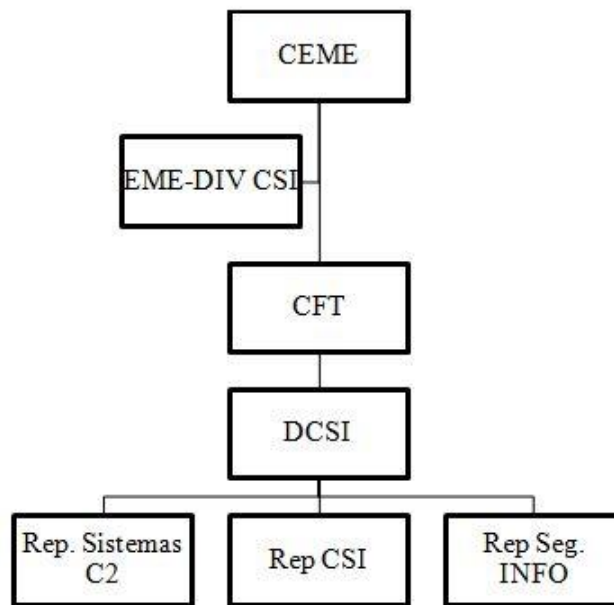 CEME
EME-DIV CSI
CFT
DCSI
Rep. Sistemas
C2
Rep CSI
Rep Seg.
INFO